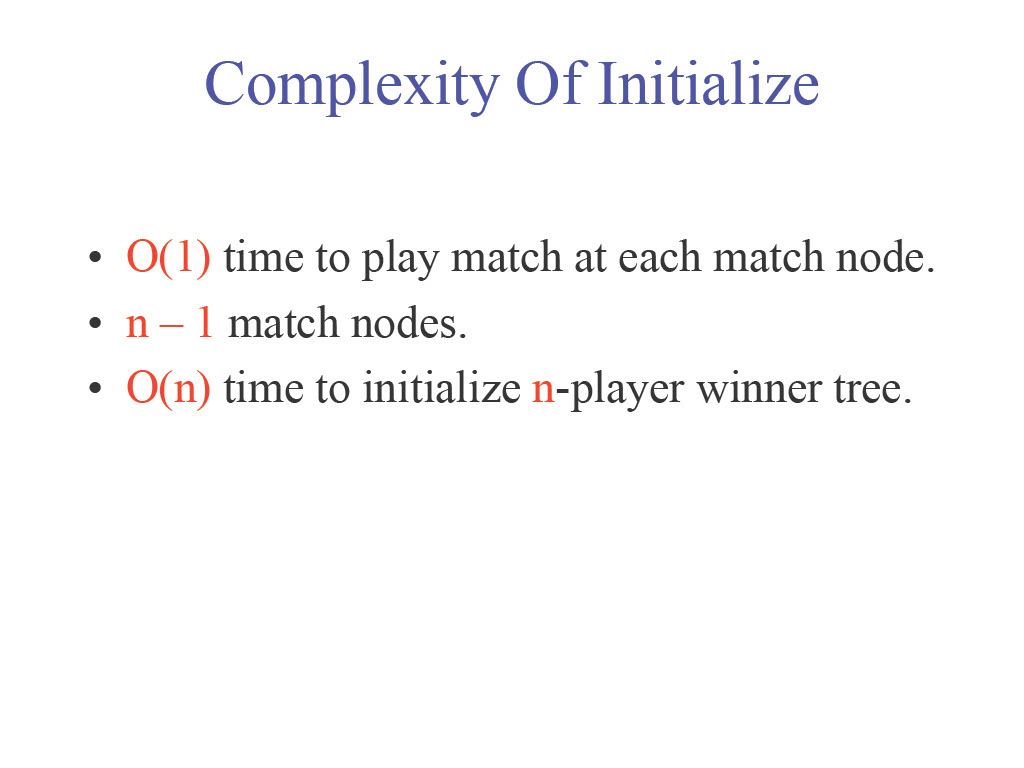 Complexity Of Initialize
• O(1) time to play match at each match node.
• n – 1 match nodes.
• O(n) time to initialize n-player winner tree.